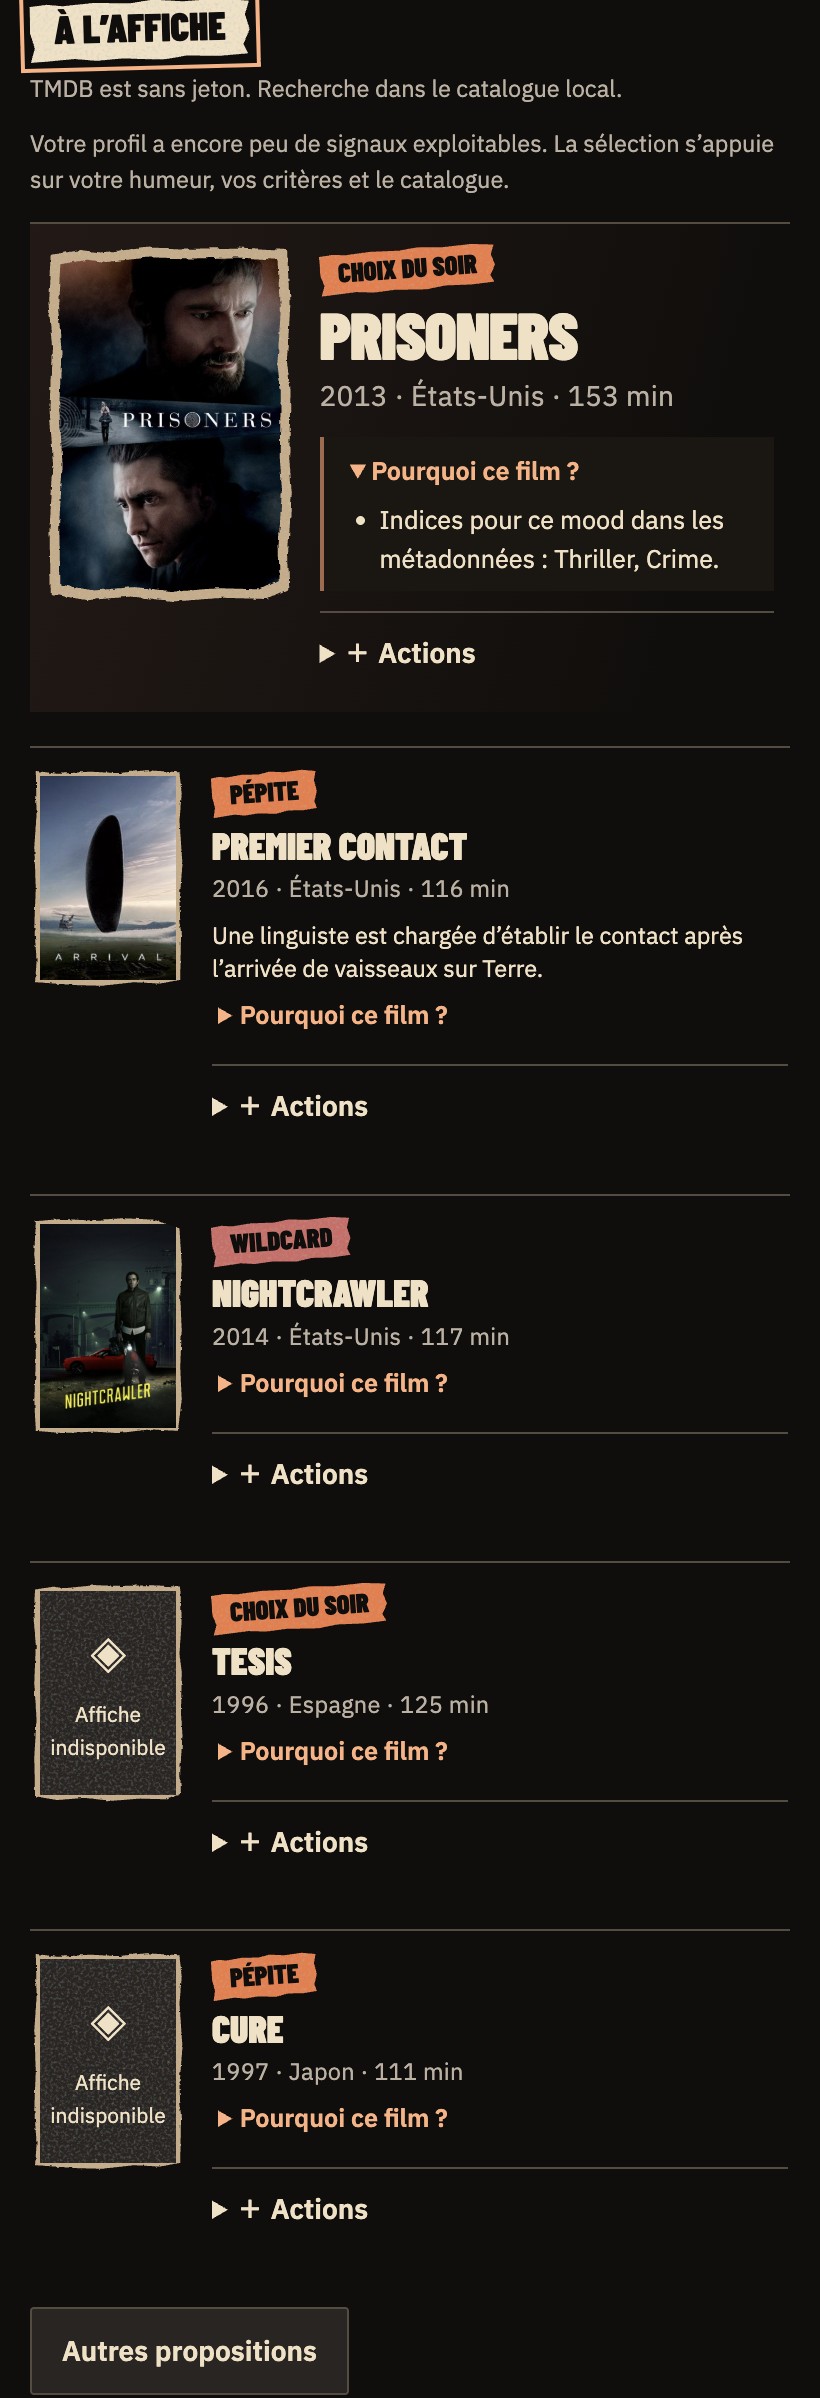 À L’AFFICHE
TMDB est sans jeton. Recherche dans le catalogue local.
Votre profil a encore peu de signaux exploitables. La sélection s’appuie
sur votre humeur, vos critères et le catalogue.
PRISONERS
CHOIX DU SOIR
PRISONERS
2013 · États-Unis · 153 min
▼ Pourquoi ce film ?
• Indices pour ce mood dans les
métadonnées : Thriller, Crime.
▶ + Actions
ARRIVAL
PÉPITE
PREMIER CONTACT
2016 · États-Unis · 116 min
Une linguiste est chargée d’établir le contact après
l’arrivée de vaisseaux sur Terre.
▶ Pourquoi ce film ?
▶ + Actions
NIGHTCRAWLER
WILDCARD
NIGHTCRAWLER
2014 · États-Unis · 117 min
▶ Pourquoi ce film ?
▶ + Actions
Affiche
indisponible
CHOIX DU SOIR
TESIS
1996 · Espagne · 125 min
▶ Pourquoi ce film ?
▶ + Actions
Affiche
indisponible
PÉPITE
CURE
1997 · Japon · 111 min
▶ Pourquoi ce film ?
▶ + Actions
Autres propositions